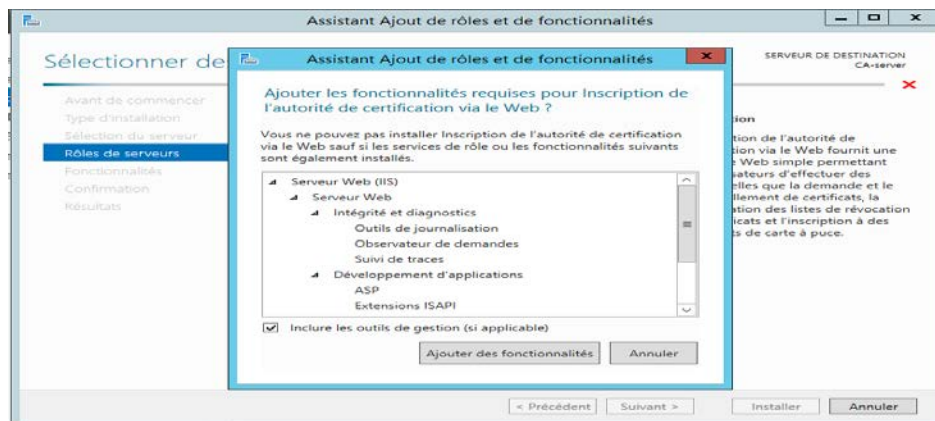 Assistant Ajout de rôles et de fonctionnalités
Sélectionner de
SERVEUR DE DESTINATION
CA-server
Avant de commencer
Type d'installation
Sélection du serveur
Rôles de serveurs
Fonctionnalités
Confirmation
Résultats
Assistant Ajout de rôles et de fonctionnalités
Ajouter les fonctionnalités requises pour Inscription de
l'autorité de certification via le Web ?
Vous ne pouvez pas installer Inscription de l'autorité de certification
via le Web sauf si les services de rôle ou les fonctionnalités suivants
sont également installés.
Serveur Web (IIS)
Serveur Web
Intégrité et diagnostics
Outils de journalisation
Observateur de demandes
Suivi de traces
Développement d'applications
ASP
Extensions ISAPI
Inclure les outils de gestion (si applicable)
Ajouter des fonctionnalités
Annuler
tion de l'autorité de
tion via le Web fournit une
Web simple permettant
sateurs d'effectuer des
elles que la demande et le
llement de certificats, la
ation des listes de révocation
icats et l'inscription à des
ts de carte à puce.
< Précédent
Suivant >
Installer
Annuler